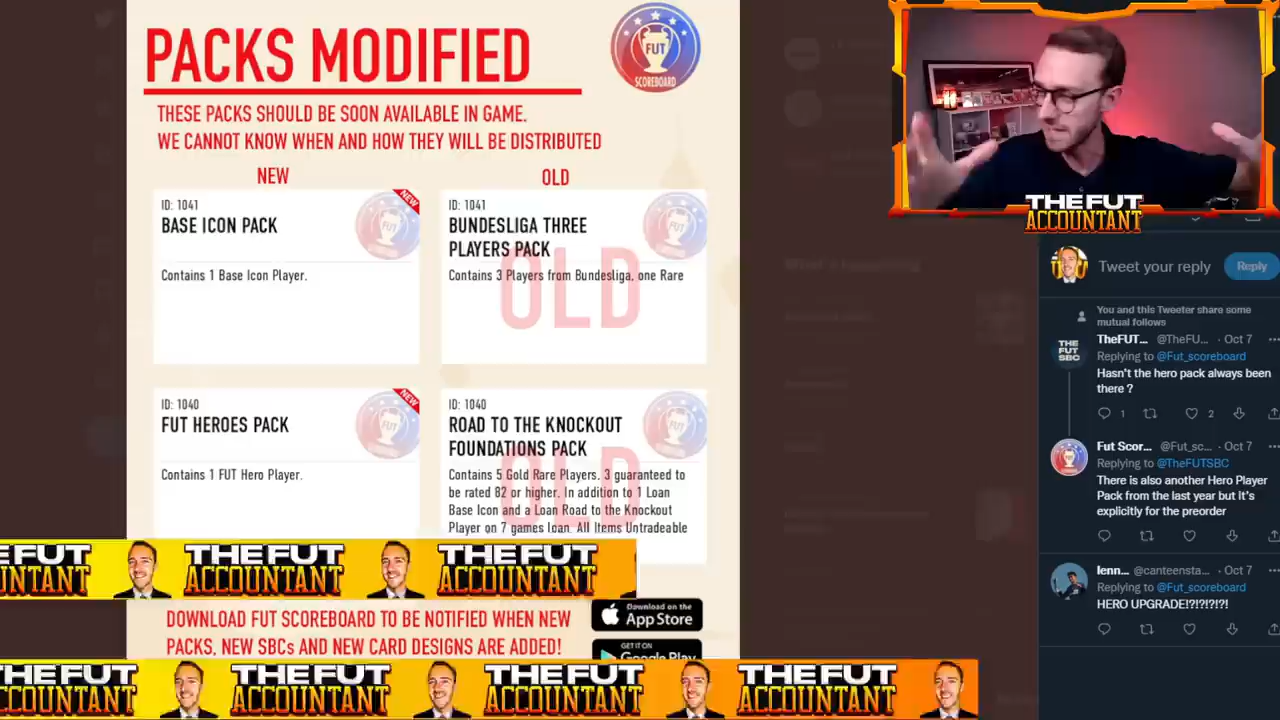 PACKS MODIFIED
FUT
SCOREBOARD
THESE PACKS SHOULD BE SOON AVAILABLE IN GAME.
WE CANNOT KNOW WHEN AND HOW THEY WILL BE DISTRIBUTED
NEW
OLD
ID: 1041
BASE ICON PACK
Contains 1 Base Icon Player.
NEW
FUT
ID: 1041
BUNDESLIGA THREE
PLAYERS PACK
Contains 3 Players from Bundesliga, one Rare
OLD
FUT
ID: 1040
FUT HEROES PACK
Contains 1 FUT Hero Player.
NEW
FUT
ID: 1040
ROAD TO THE KNOCKOUT
FOUNDATIONS PACK
Contains 5 Gold Rare Players, 3 guaranteed to
be rated 82 or higher. In addition to 1 Loan
Base Icon and a Loan Road to the Knockout
Player on 7 games loan. All Items Untradeable
OLD
FUT
EFUT THE FUT THE FUT
UNTANT ACCOUNTANT ACCOUNTANT
DOWNLOAD FUT SCOREBOARD TO BE NOTIFIED WHEN NEW
PACKS, NEW SBCs AND NEW CARD DESIGNS ARE ADDED!
Download on the
App Store
GET IT ON
Google Play
THE FUT THE FUT THE FUT THE FUT
ACCOUNTANT ACCOUNTANT ACCOUNTANT
THE FUT
ACCOUNTANT
Tweet your reply
Reply
You and this Tweeter share some
mutual follows
THE
FUT
SBC
TheFUT... @TheFU... · Oct 7
Replying to @Fut_scoreboard
Hasn't the hero pack always been
there ?
1
2
Fut Scor... @Fut_sc... · Oct 7
Replying to @TheFUTSBC
There is also another Hero Player
Pack from the last year but it's
explicitly for the preorder
lenn... @canteensta... · Oct 7
Replying to @Fut_scoreboard
HERO UPGRADE!?!?!?!?!